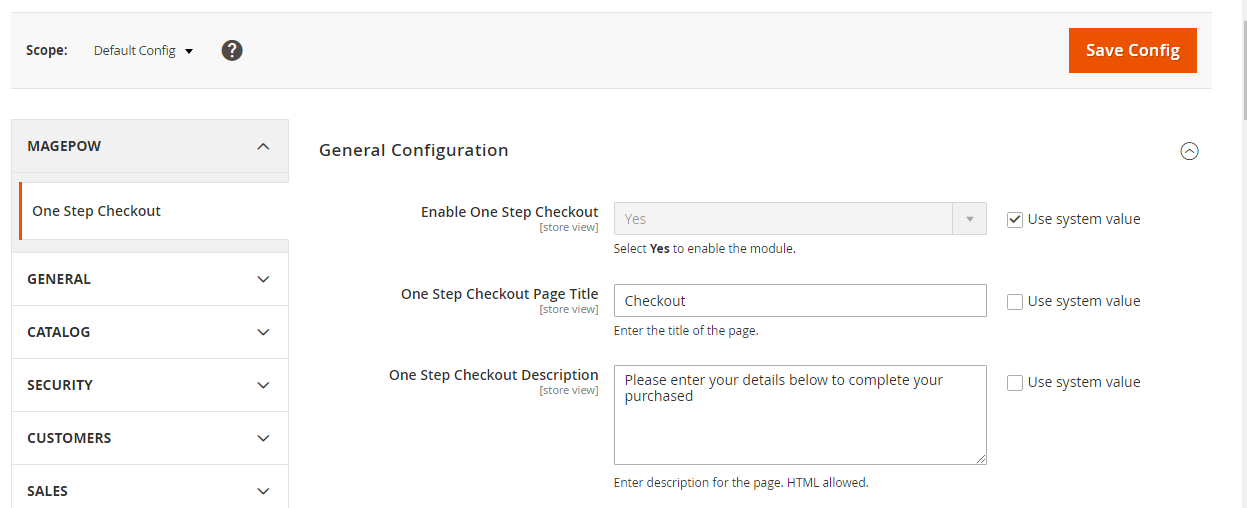 Scope: Default Config ?
Save Config
MAGEPOW
One Step Checkout
GENERAL
CATALOG
SECURITY
CUSTOMERS
SALES
General Configuration
Enable One Step Checkout
[store view]
Yes
Use system value
Select Yes to enable the module.
One Step Checkout Page Title
[store view]
Checkout
Use system value
Enter the title of the page.
One Step Checkout Description
[store view]
Please enter your details below to complete your
purchased
Use system value
Enter description for the page. HTML allowed.